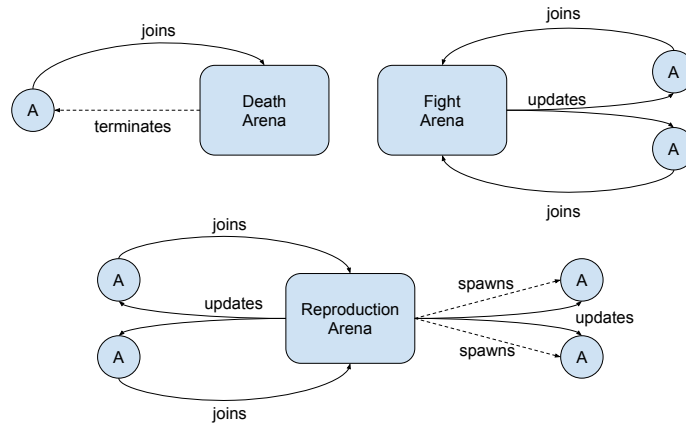 joins
A
Death
Arena
terminates
joins
A
Fight
Arena
updates
A
joins
joins
A
updates
Reproduction
Arena
A
joins
spawns
A
updates
spawns
A